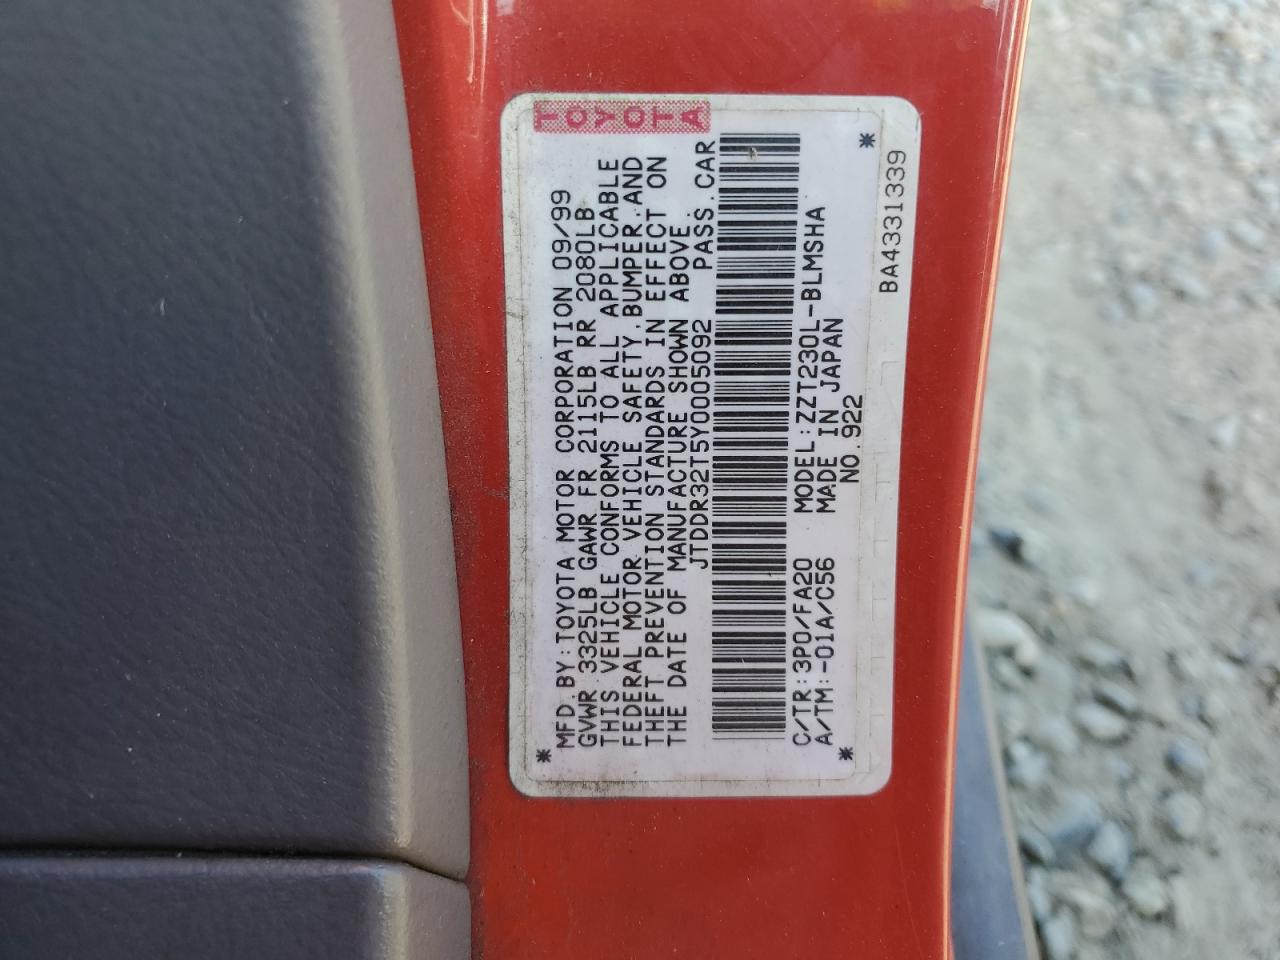 TOYOTA
MFD.BY:TOYOTA MOTOR CORPORATION 09/99
GVWR 3325LB GAWR FR 2115LB RR 2080LB
THIS VEHICLE CONFORMS TO ALL APPLICABLE
FEDERAL MOTOR VEHICLE SAFETY,BUMPER,AND
THEFT PREVENTION STANDARDS IN EFFECT ON
THE DATE OF MANUFACTURE SHOWN ABOVE.
JTDDR32T5Y0005092 PASS.CAR
C/TR:3P0/FA20 MODEL:ZZT230L-BLMSHA
A/TM:-01A/C56 MADE IN JAPAN
NO.922
BA4331339